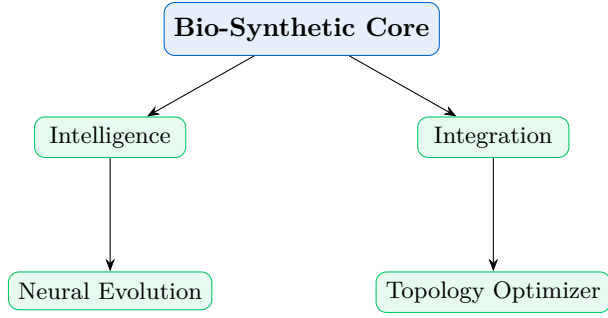 Bio-Synthetic Core
Intelligence
Integration
Neural Evolution
Topology Optimizer